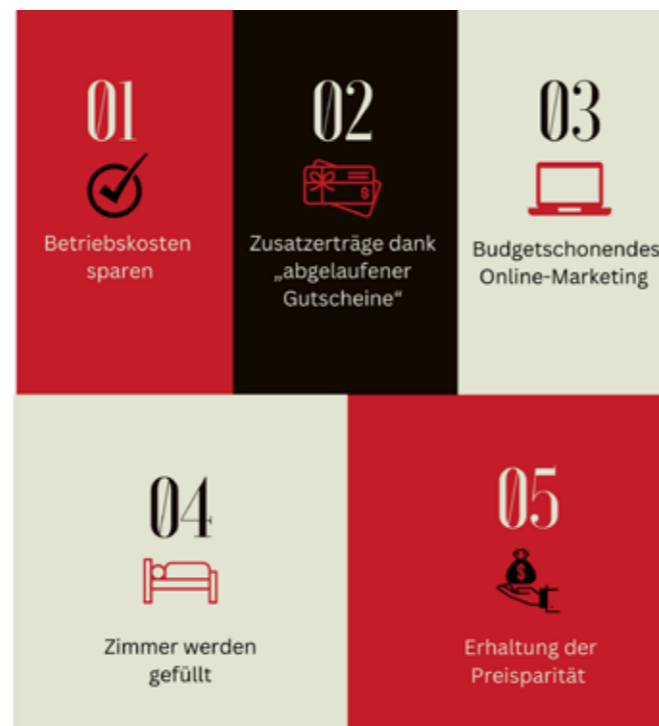 01
Betriebskosten
sparen
02
Zusatzerträge dank
„abgelaufener
Gutscheine“
03
Budgetschonendes
Online-Marketing
04
Zimmer werden
gefüllt
05
Erhaltung der
Preisparität